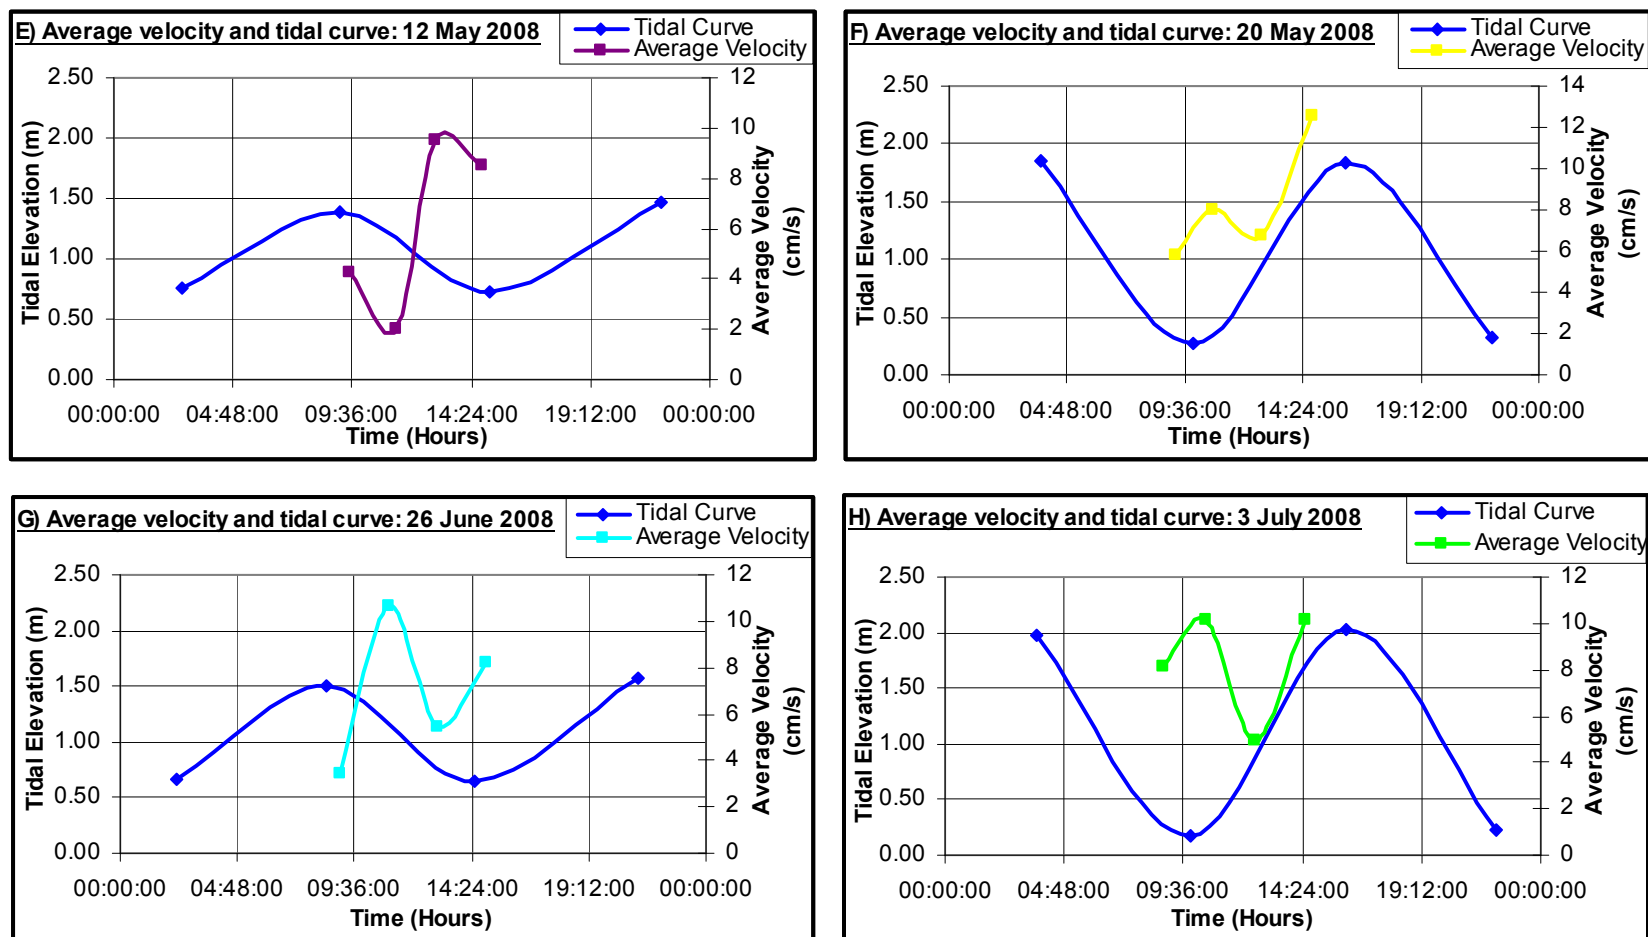 E) Average velocity and tidal curve: 12 May 2008
Tidal Curve
Average Velocity
2.50
2.00
1.50
1.00
0.50
0.00
Tidal Elevation (m)
12
10
8
6
4
2
0
Average Velocity
(cm/s)
00:00:00 04:48:00 09:36:00 14:24:00 19:12:00 00:00:00
Time (Hours)
F) Average velocity and tidal curve: 20 May 2008
Tidal Curve
Average Velocity
2.50
2.00
1.50
1.00
0.50
0.00
Tidal Elevation (m)
14
12
10
8
6
4
2
0
Average Velocity
(cm/s)
00:00:00 04:48:00 09:36:00 14:24:00 19:12:00 00:00:00
Time (Hours)
G) Average velocity and tidal curve: 26 June 2008
Tidal Curve
Average Velocity
2.50
2.00
1.50
1.00
0.50
0.00
Tidal Elevation (m)
12
10
8
6
4
2
0
Average Velocity
(cm/s)
00:00:00 04:48:00 09:36:00 14:24:00 19:12:00 00:00:00
Time (Hours)
H) Average velocity and tidal curve: 3 July 2008
Tidal Curve
Average Velocity
2.50
2.00
1.50
1.00
0.50
0.00
Tidal Elevation (m)
12
10
8
6
4
2
0
Average Velocity
(cm/s)
00:00:00 04:48:00 09:36:00 14:24:00 19:12:00 00:00:00
Time (Hours)